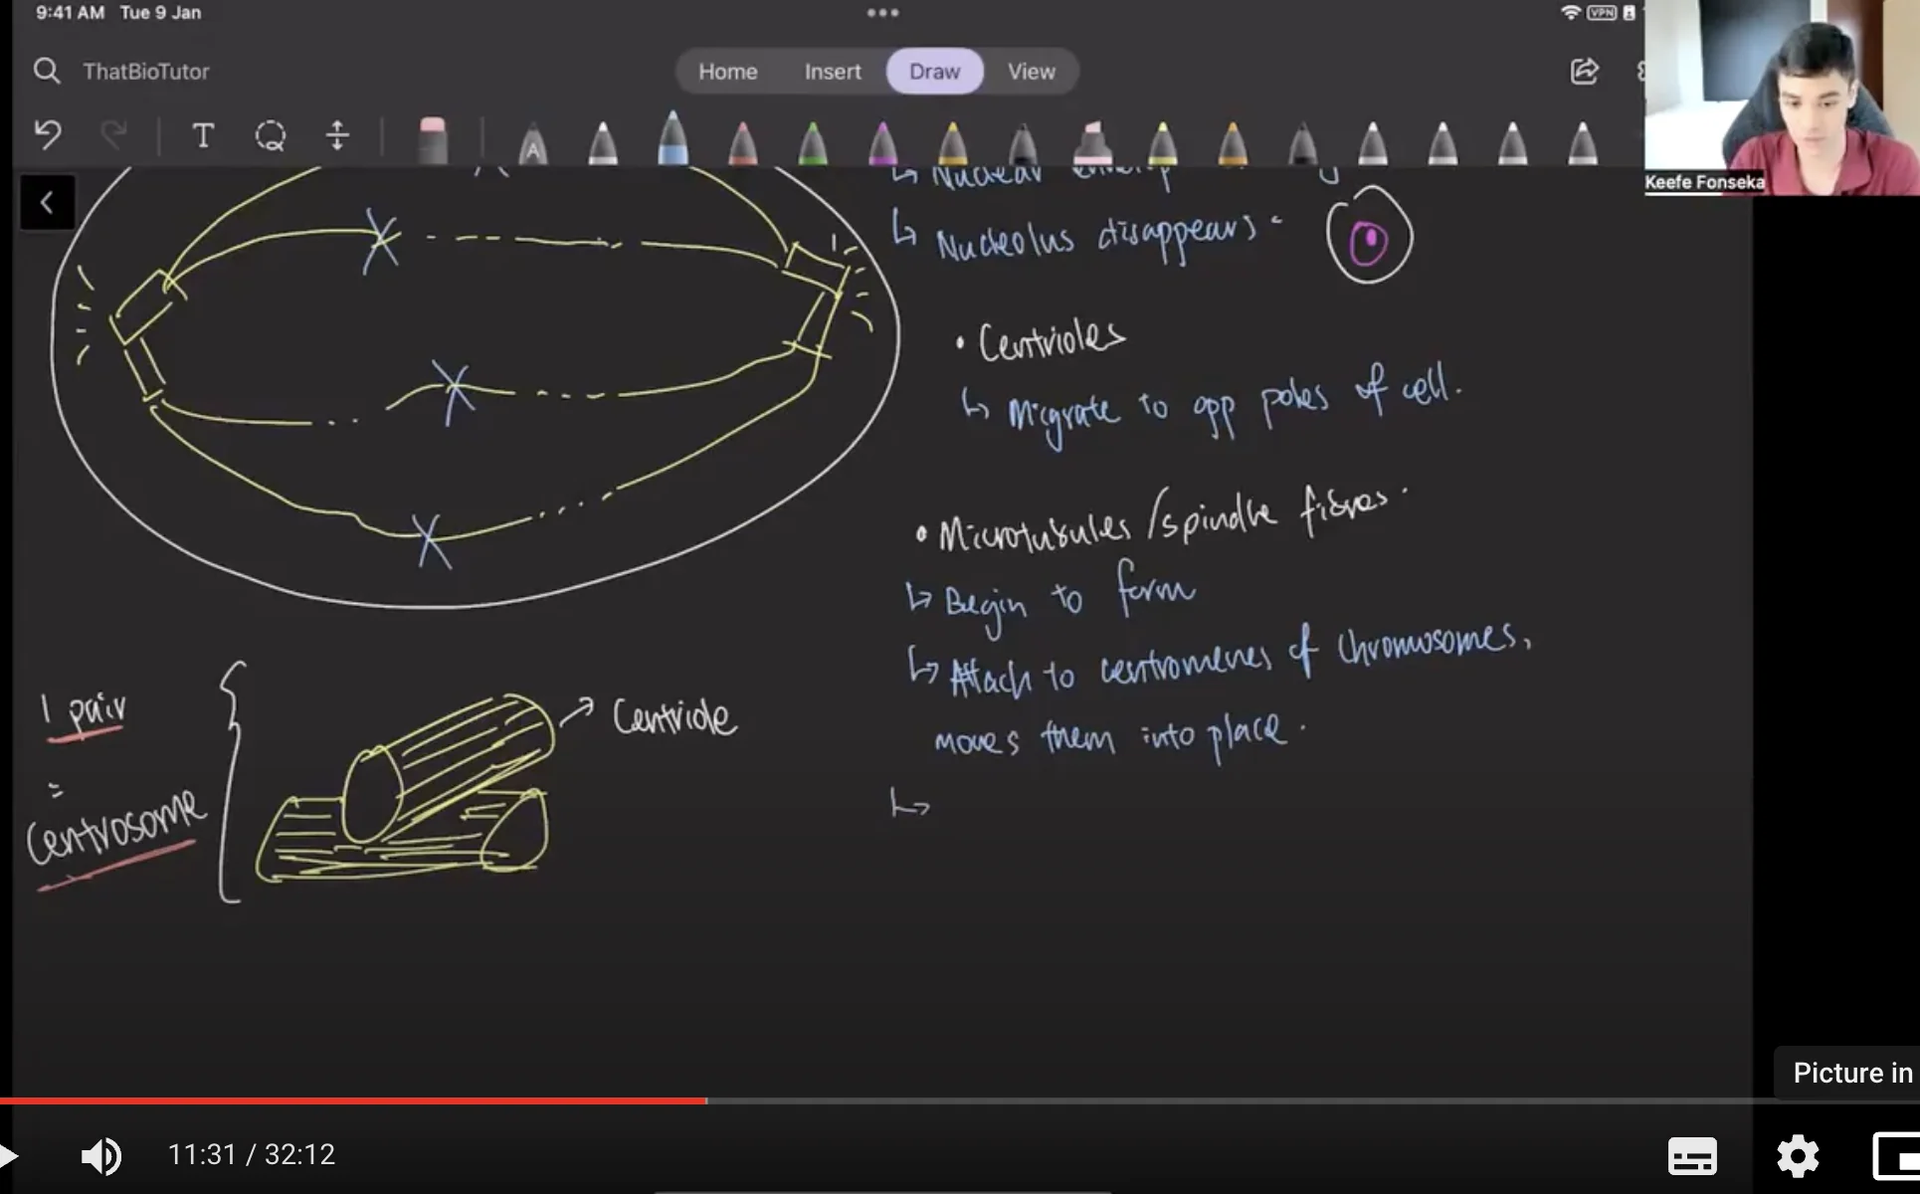 9:41 AM Tue 9 Jan
VPN
ThatBioTutor
Home Insert Draw View
T
A
Keefe Fonseka
↳ Nuclear
↳ Nucleolus disappears
• Centrioles
↳ Migrate to opp poles of cell.
• Microtubules/spindle fibres.
↳ Begin to form
↳ Attach to centromeres of chromosomes,
moves them into place.
↳
1 pair
=
Centrosome
→ Centriole
Picture in
11:31 / 32:12